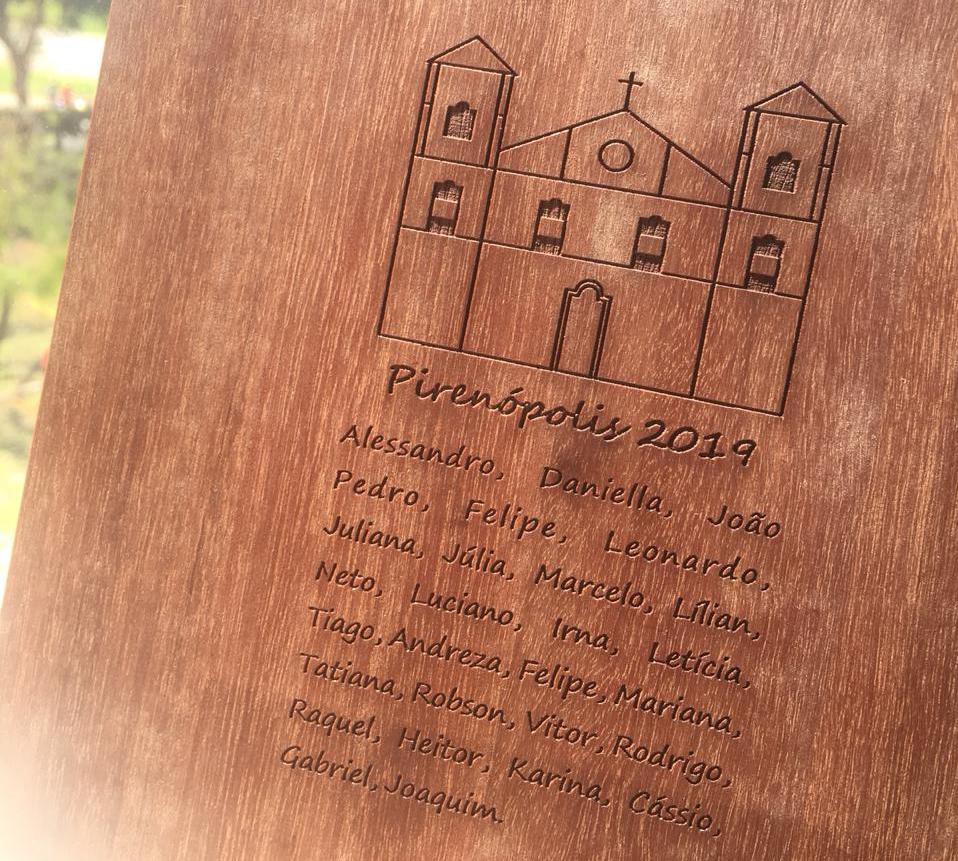 Pirenópolis 2019
Alessandro, Daniella, João
Pedro, Felipe, Leonardo,
Juliana, Júlia, Marcelo, Lílian,
Neto, Luciano, Irna, Letícia,
Tiago, Andreza, Felipe, Mariana,
Tatiana, Robson, Vitor, Rodrigo,
Raquel, Heitor, Karina, Cássio,
Gabriel, Joaquim.